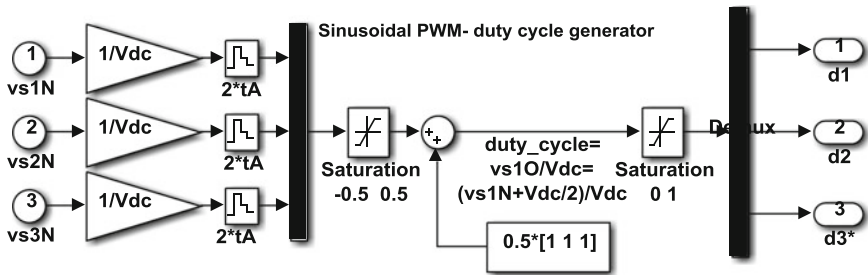 Sinusoidal PWM- duty cycle generator
1
vs1N
1/Vdc
2*tA
2
vs2N
1/Vdc
2*tA
3
vs3N
1/Vdc
2*tA
Saturation
-0.5 0.5
++
duty_cycle=
vs1O/Vdc=
(vs1N+Vdc/2)/Vdc
0.5*[1 1 1]
Saturation
0 1
Demux
1
d1
2
d2
3
d3*